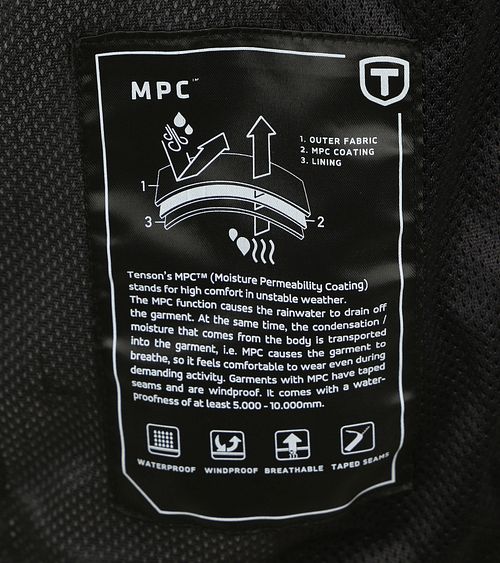 T
MPC™
1. OUTER FABRIC
2. MPC COATING
3. LINING
1
3
2
Tenson's MPC™ (Moisture Permeability Coating)
stands for high comfort in unstable weather.
The MPC function causes the rainwater to drain off
the garment. At the same time, the condensation /
moisture that comes from the body is transported
into the garment, i.e. MPC causes the garment to
breathe, so it feels comfortable to wear even during
demanding activity. Garments with MPC have taped
seams and are windproof. It comes with a water-
proofness of at least 5.000 - 10.000mm.
WATERPROOF WINDPROOF BREATHABLE TAPED SEAMS